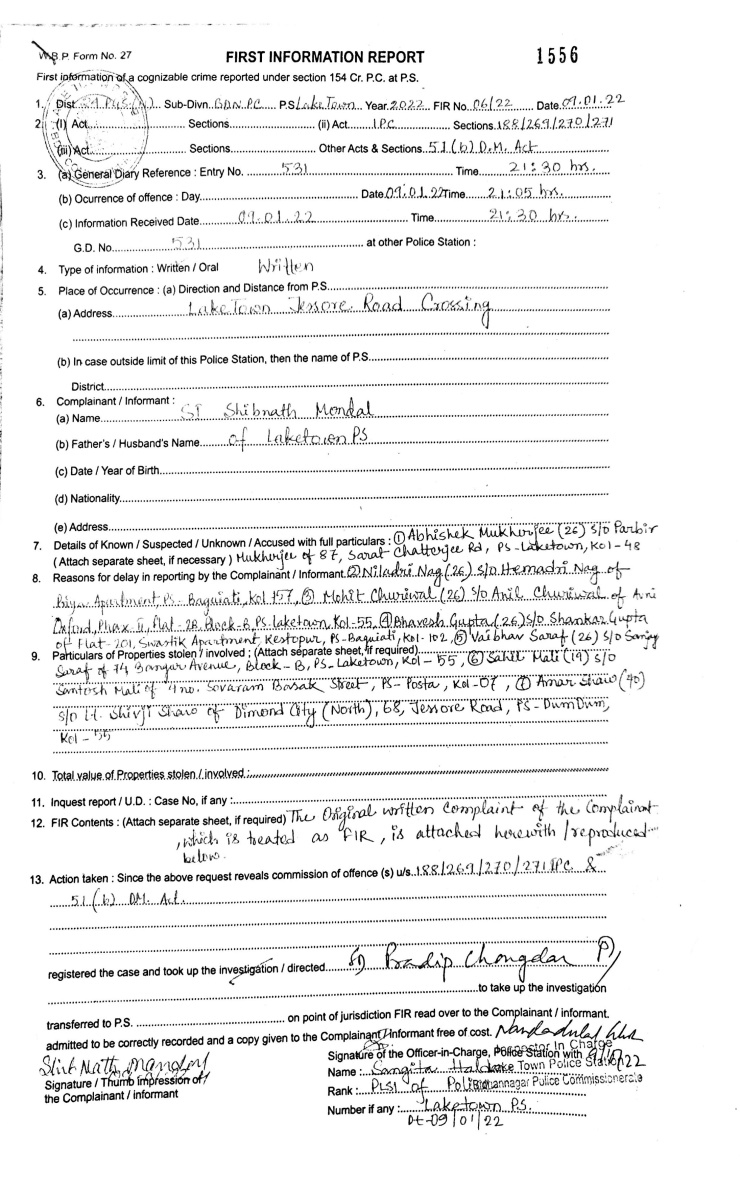 W.B.P. Form No. 27 FIRST INFORMATION REPORT 1556
First information of a cognizable crime reported under section 154 Cr. P.C. at P.S.
1. Dist. Sub-Divn. BDN.PC P.S Lake Town Year. 2022 FIR No. 06/22 Date. 09.01.22
2. (I) Act Sections (ii) Act IPC Sections 188/269/270/271
(iii) Act Sections Other Acts & Sections 51(b) D.M. Act
3. (a) General Diary Reference : Entry No. 531 Time 21:30 hrs.
(b) Ocurrence of offence : Day Date 09.01.22 Time 21:05 hrs.
(c) Information Received Date 09.01.22 Time 21:30 hrs.
G.D. No. 531 at other Police Station :
4. Type of information : Written / Oral Written
5. Place of Occurrence : (a) Direction and Distance from P.S.
(a) Address Lake Town Jessore Road Crossing
(b) In case outside limit of this Police Station, then the name of P.S.
District
6. Complainant / Informant :
(a) Name SI Shibnath Mondal
(b) Father's / Husband's Name of Laketown PS
(c) Date / Year of Birth
(d) Nationality
(e) Address
7. Details of Known / Suspected / Unknown / Accused with full particulars : ① Abhishek Mukherjee (26) S/O Parbir
( Attach separate sheet, if necessary ) Mukherjee of 87, Sarat Chatterjee Rd, PS-Laketown, Kol-48
8. Reasons for delay in reporting by the Complainant / Informant. ② Niladri Nag (26) S/O Hemadri Nag of
Apartment PS- Baguiati, Kol 157, ③ Mohit Churiwal (26) S/O Anil Churiwal of Avni
Oxford, Phax II, Flat-2B, Block-B, PS-laketown, Kol-55, ④ Bhavesh Gupta (26) S/O Shankar Gupta
of Flat-201, Swastik Apartment, Kestopur, PS-Baguiati, Kol-102, ⑤ Vaibhav Saraf (26) S/O Sanjay
9. Particulars of Properties stolen / involved ; (Attach separate sheet, if required)
Saraf of 74 Bangur Avenue, Block-B, PS-Laketown, Kol-55, ⑥ Sahil Mali (19) S/O
Santosh Mali of 4 no. Sovaram Basak Street, PS-Posta, Kol-07, ⑦ Amar Shaw (40)
S/O Lt. Shivji Shaw of Dimond City (North), 68, Jessore Road, PS-DumDum,
Kol-55
10. Total value of Properties stolen / involved :
11. Inquest report / U.D. : Case No, if any :
12. FIR Contents : (Attach separate sheet, if required) The Original written complaint of the Complainat
, which is treated as FIR, is attached herewith / reproduced
below.
13. Action taken : Since the above request reveals commission of offence (s) u/s. 188/269/270/271 IPC &
51 (b) DM. Act.
registered the case and took up the investigation / directed SI Pradip Chongdar
to take up the investigation
transferred to P.S. on point of jurisdiction FIR read over to the Complainant / informant.
admitted to be correctly recorded and a copy given to the Complainant / Informant free of cost.
Shib Nath Mondal Signature of the Officer-in-Charge, Police Station with
Inspector In Charge
Signature / Thumb impression of Name : Sangita Haldar Lake Town Police Station
the Complainant / informant Rank : PLSI of Police Bidhannagar Police Commissionerate
Number if any : Laketown PS.
Dt-09/01/22